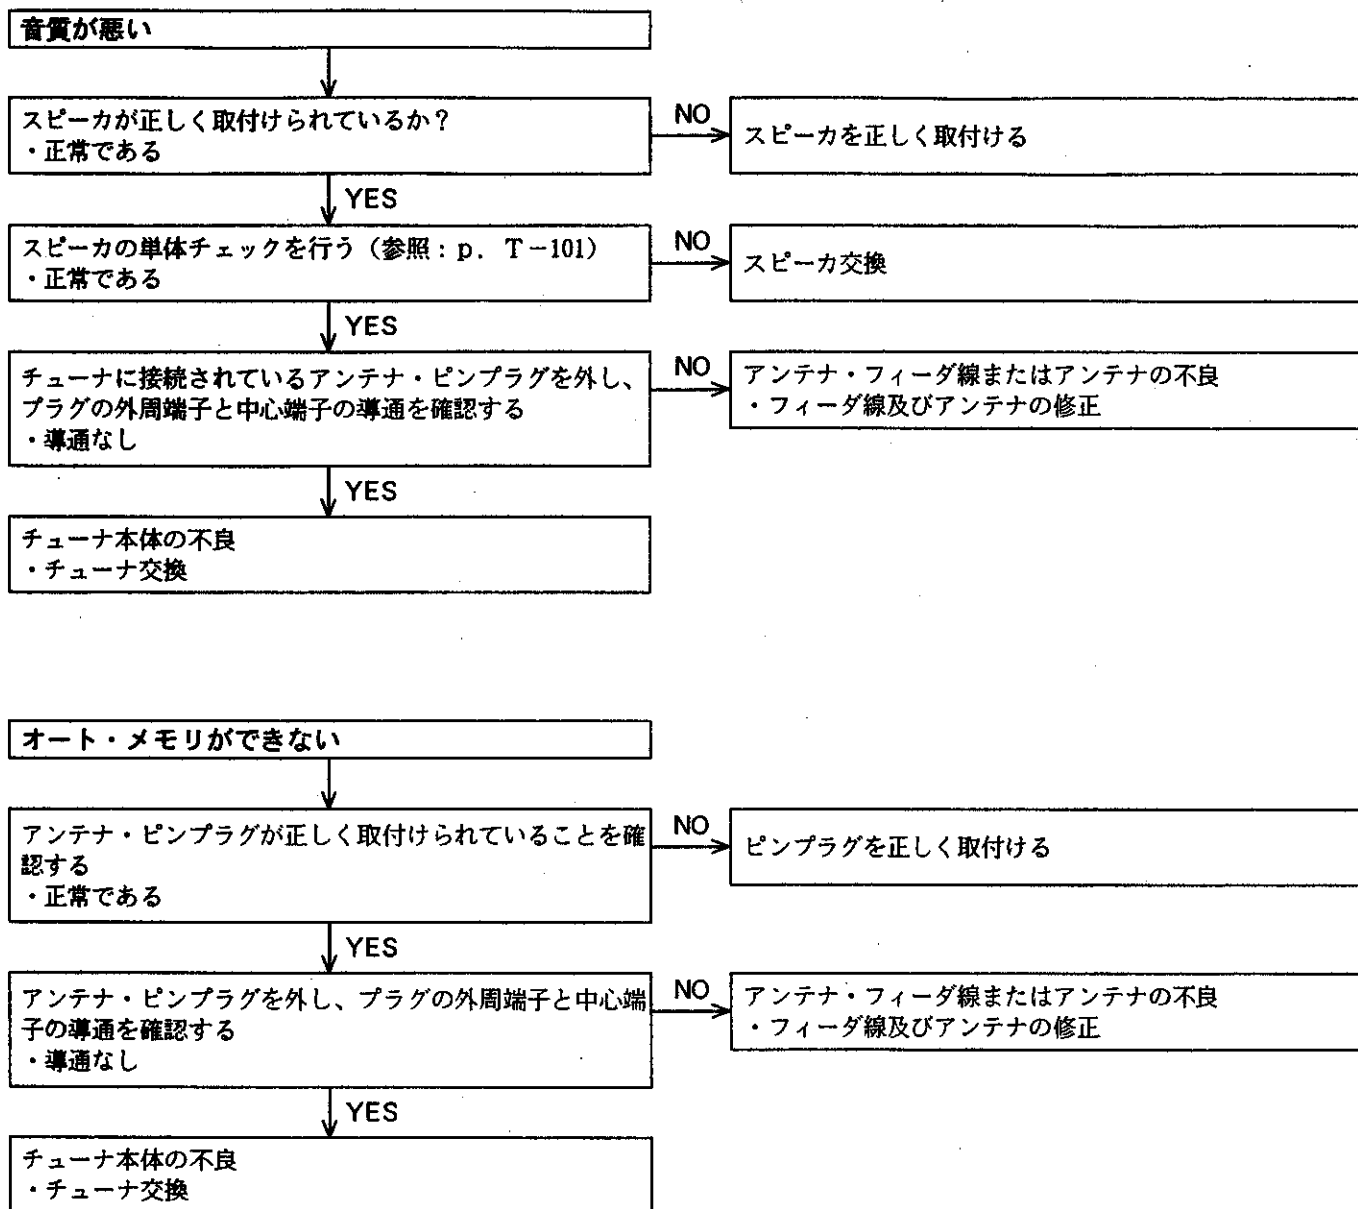 音質が悪い
スピーカが正しく取付けられているか？
・正常である
NO
スピーカを正しく取付ける
YES
スピーカの単体チェックを行う（参照：p．T－101）
・正常である
NO
スピーカ交換
YES
チューナに接続されているアンテナ・ピンプラグを外し、
プラグの外周端子と中心端子の導通を確認する
・導通なし
NO
アンテナ・フィーダ線またはアンテナの不良
・フィーダ線及びアンテナの修正
YES
チューナ本体の不良
・チューナ交換
オート・メモリができない
アンテナ・ピンプラグが正しく取付けられていることを確
認する
・正常である
NO
ピンプラグを正しく取付ける
YES
アンテナ・ピンプラグを外し、プラグの外周端子と中心端
子の導通を確認する
・導通なし
NO
アンテナ・フィーダ線またはアンテナの不良
・フィーダ線及びアンテナの修正
YES
チューナ本体の不良
・チューナ交換